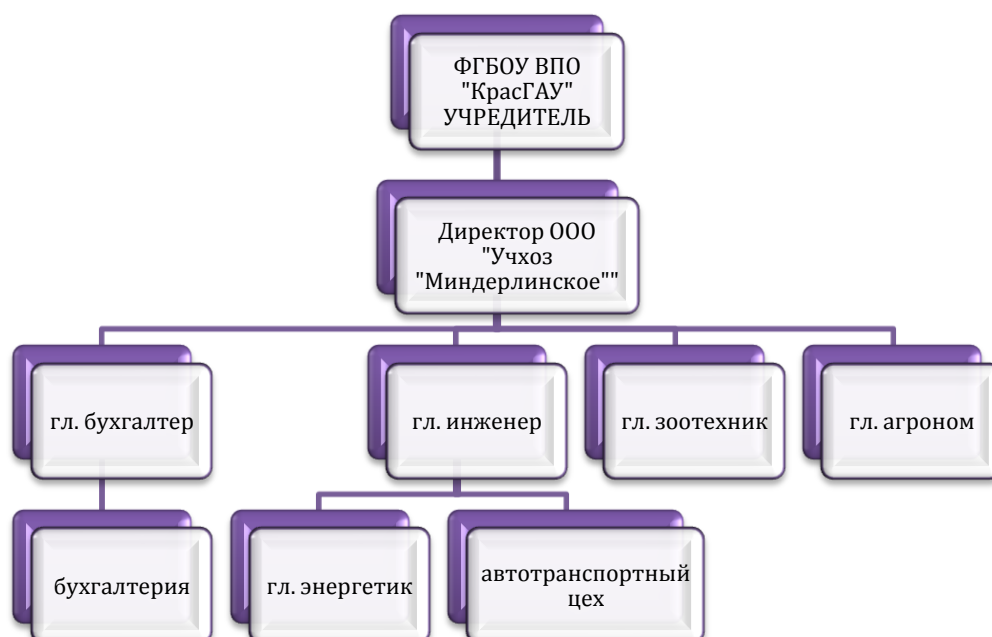 ФГБОУ ВПО
"КрасГАУ"
УЧРЕДИТЕЛЬ
Директор ООО
"Учхоз
"Миндерлинское""
гл. бухгалтер
гл. инженер
гл. зоотехник
гл. агроном
бухгалтерия
гл. энергетик
автотранспортный
цех